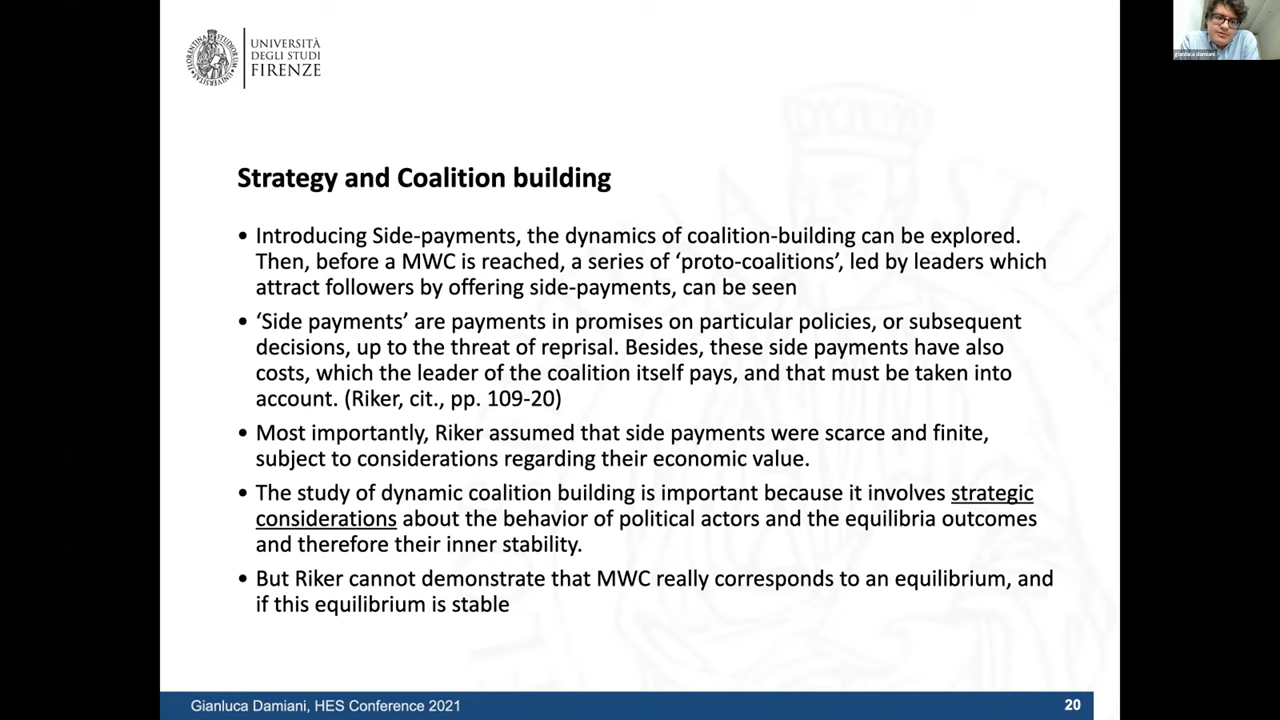 UNIVERSITÀ
DEGLI STUDI
FIRENZE
gianluca damiani
Strategy and Coalition building
• Introducing Side-payments, the dynamics of coalition-building can be explored.
Then, before a MWC is reached, a series of ‘proto-coalitions’, led by leaders which
attract followers by offering side-payments, can be seen
• ‘Side payments’ are payments in promises on particular policies, or subsequent
decisions, up to the threat of reprisal. Besides, these side payments have also
costs, which the leader of the coalition itself pays, and that must be taken into
account. (Riker, cit., pp. 109-20)
• Most importantly, Riker assumed that side payments were scarce and finite,
subject to considerations regarding their economic value.
• The study of dynamic coalition building is important because it involves strategic
considerations about the behavior of political actors and the equilibria outcomes
and therefore their inner stability.
• But Riker cannot demonstrate that MWC really corresponds to an equilibrium, and
if this equilibrium is stable
Gianluca Damiani, HES Conference 2021
20